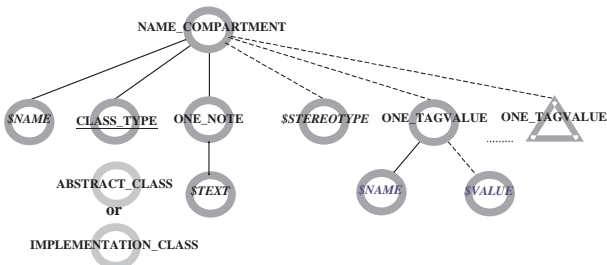 NAME_COMPARTMENT
$NAME CLASS_TYPE ONE_NOTE $STEREOTYPE ONE_TAGVALUE ......... ONE_TAGVALUE
ABSTRACT_CLASS $TEXT $NAME $VALUE
or
IMPLEMENTATION_CLASS